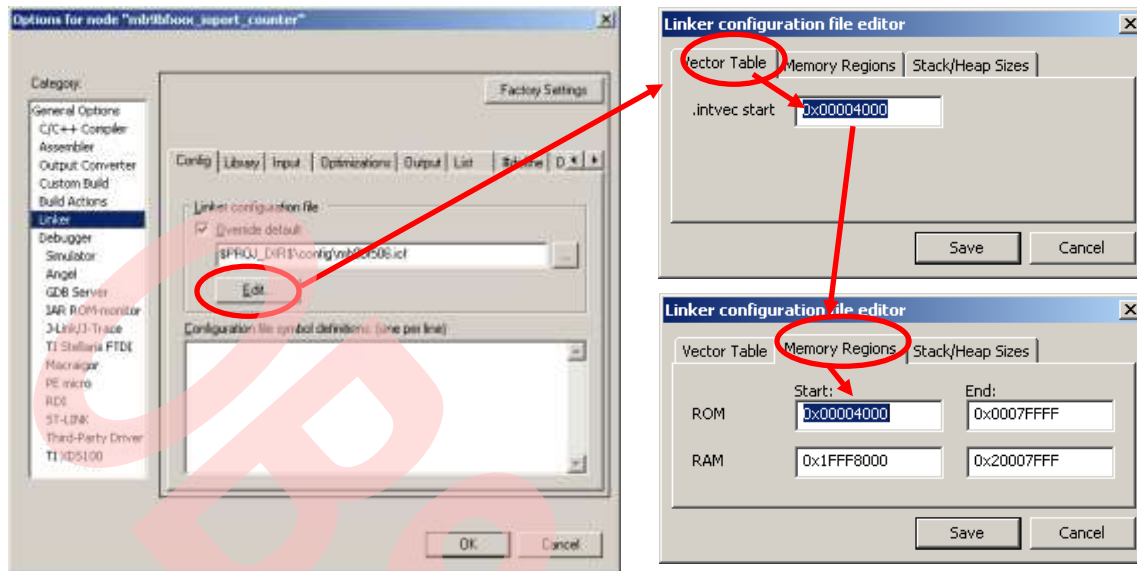 Options for node "mb9bfxxx_ioport_counter"
Category:
General Options
C/C++ Compiler
Assembler
Output Converter
Custom Build
Build Actions
Linker
Debugger
Simulator
Angel
GDB Server
IAR ROM-monitor
J-Link/J-Trace
TI Stellaris FTDI
Macraigor
PE micro
RDI
ST-LINK
Third-Party Driver
TI XDS100
Factory Settings
Config Library Input Optimizations Output List #define D
Linker configuration file
Override default
$PROJ_DIR$\config\mb9bf506.icf
...
Edit...
Configuration file symbol definitions: (one per line)
OK Cancel
Linker configuration file editor
Vector Table Memory Regions Stack/Heap Sizes
.intvec start 0x00004000
Save Cancel
Linker configuration file editor
Vector Table Memory Regions Stack/Heap Sizes
Start: End:
ROM 0x00004000 0x0007FFFF
RAM 0x1FFF8000 0x20007FFF
Save Cancel